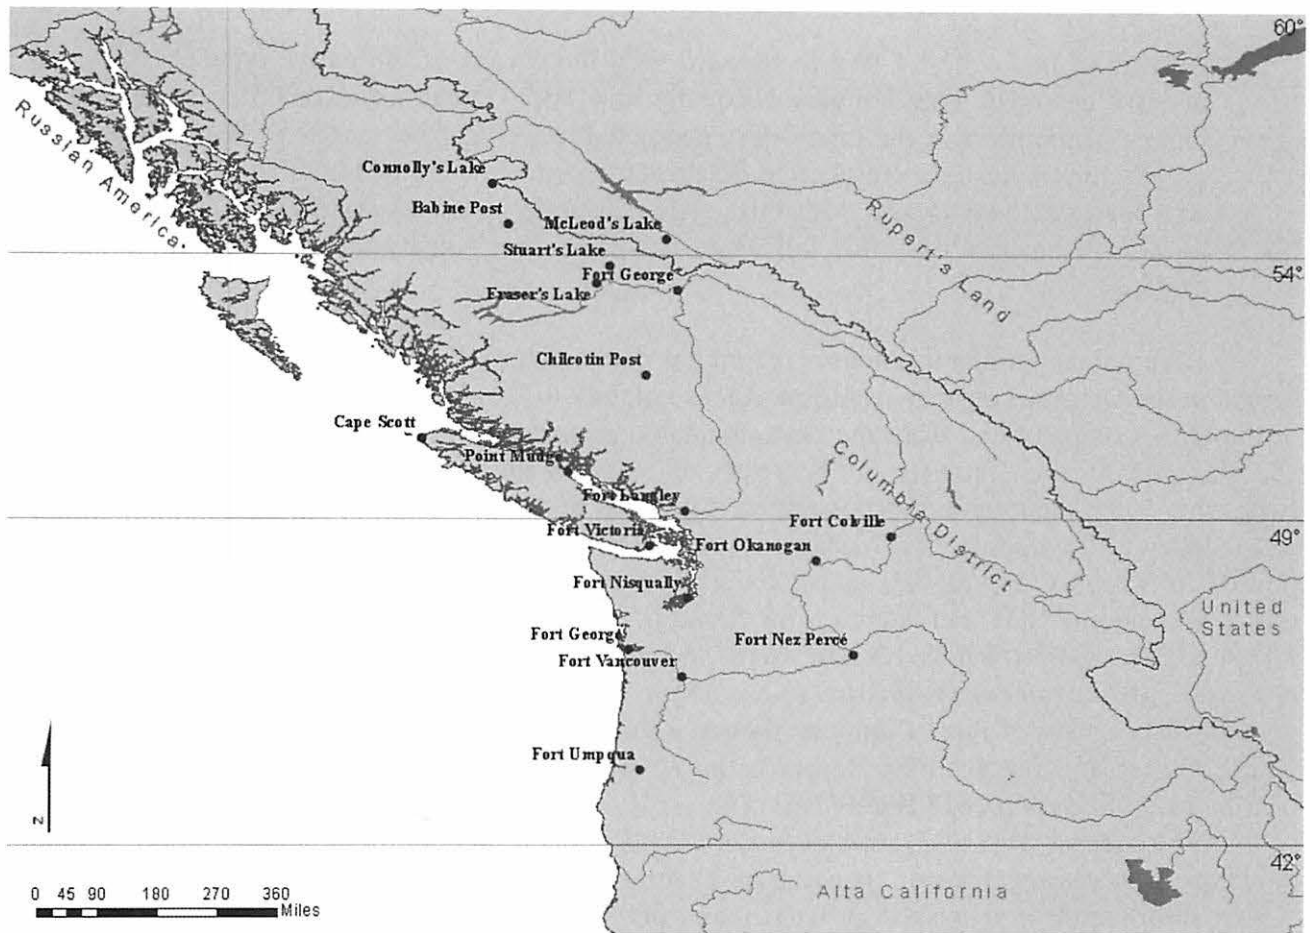 60°
Russian America
Connolly's Lake
Babine Post
McLeod's Lake
Rupert's Land
Stuart's Lake
Fort George
54°
Fraser's Lake
Chilcotin Post
Cape Scott
Point Mudge
Columbia District
Fort Langley
Fort Colville
49°
Fort Victoria
Fort Okanogan
Fort Nisqually
United
States
Fort George
Fort Nez Percé
Fort Vancouver
Fort Umpqua
N
42°
0 45 90 180 270 360
Miles
Alta California